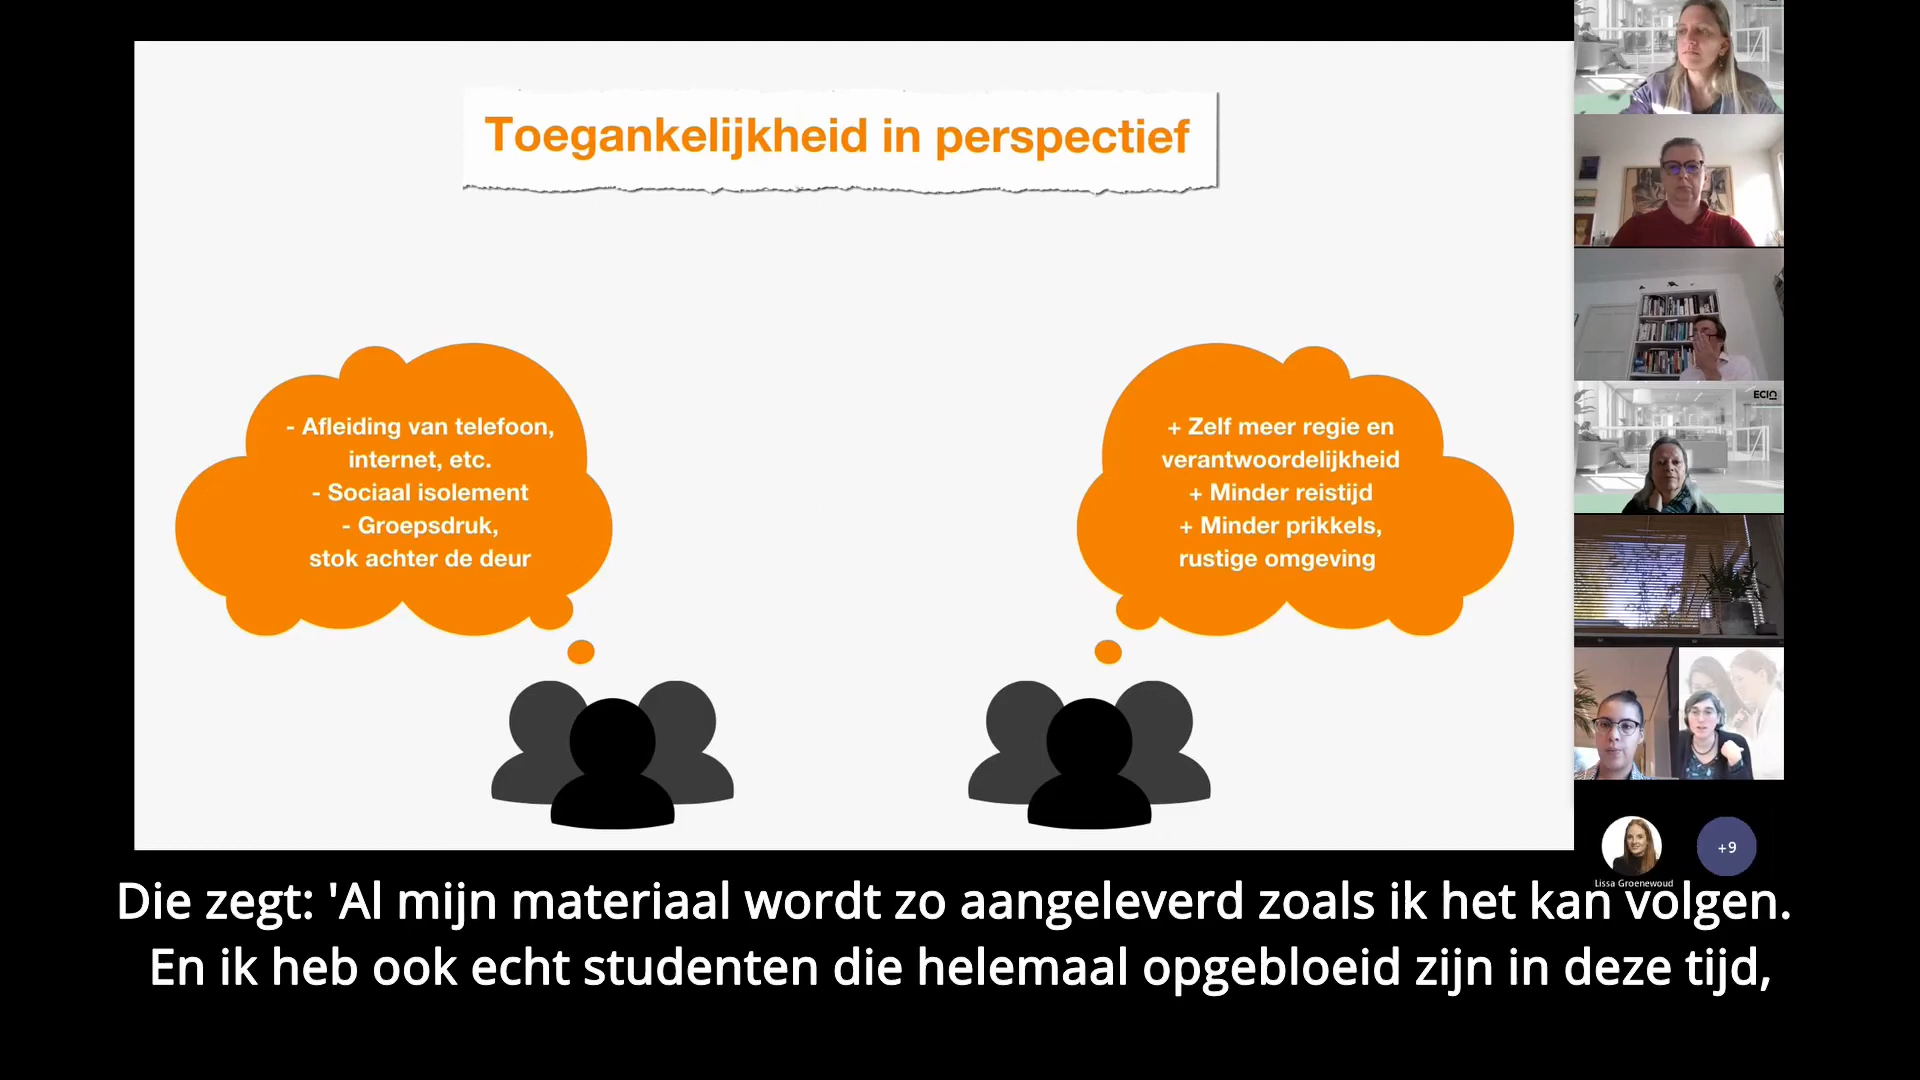 Toegankelijkheid in perspectief
- Afleiding van telefoon,
internet, etc.
- Sociaal isolement
- Groepsdruk,
stok achter de deur
+ Zelf meer regie en
verantwoordelijkheid
+ Minder reistijd
+ Minder prikkels,
rustige omgeving
ECIO
+9
Lissa Groenewoud
Die zegt: 'Al mijn materiaal wordt zo aangeleverd zoals ik het kan volgen.
En ik heb ook echt studenten die helemaal opgebloeid zijn in deze tijd,